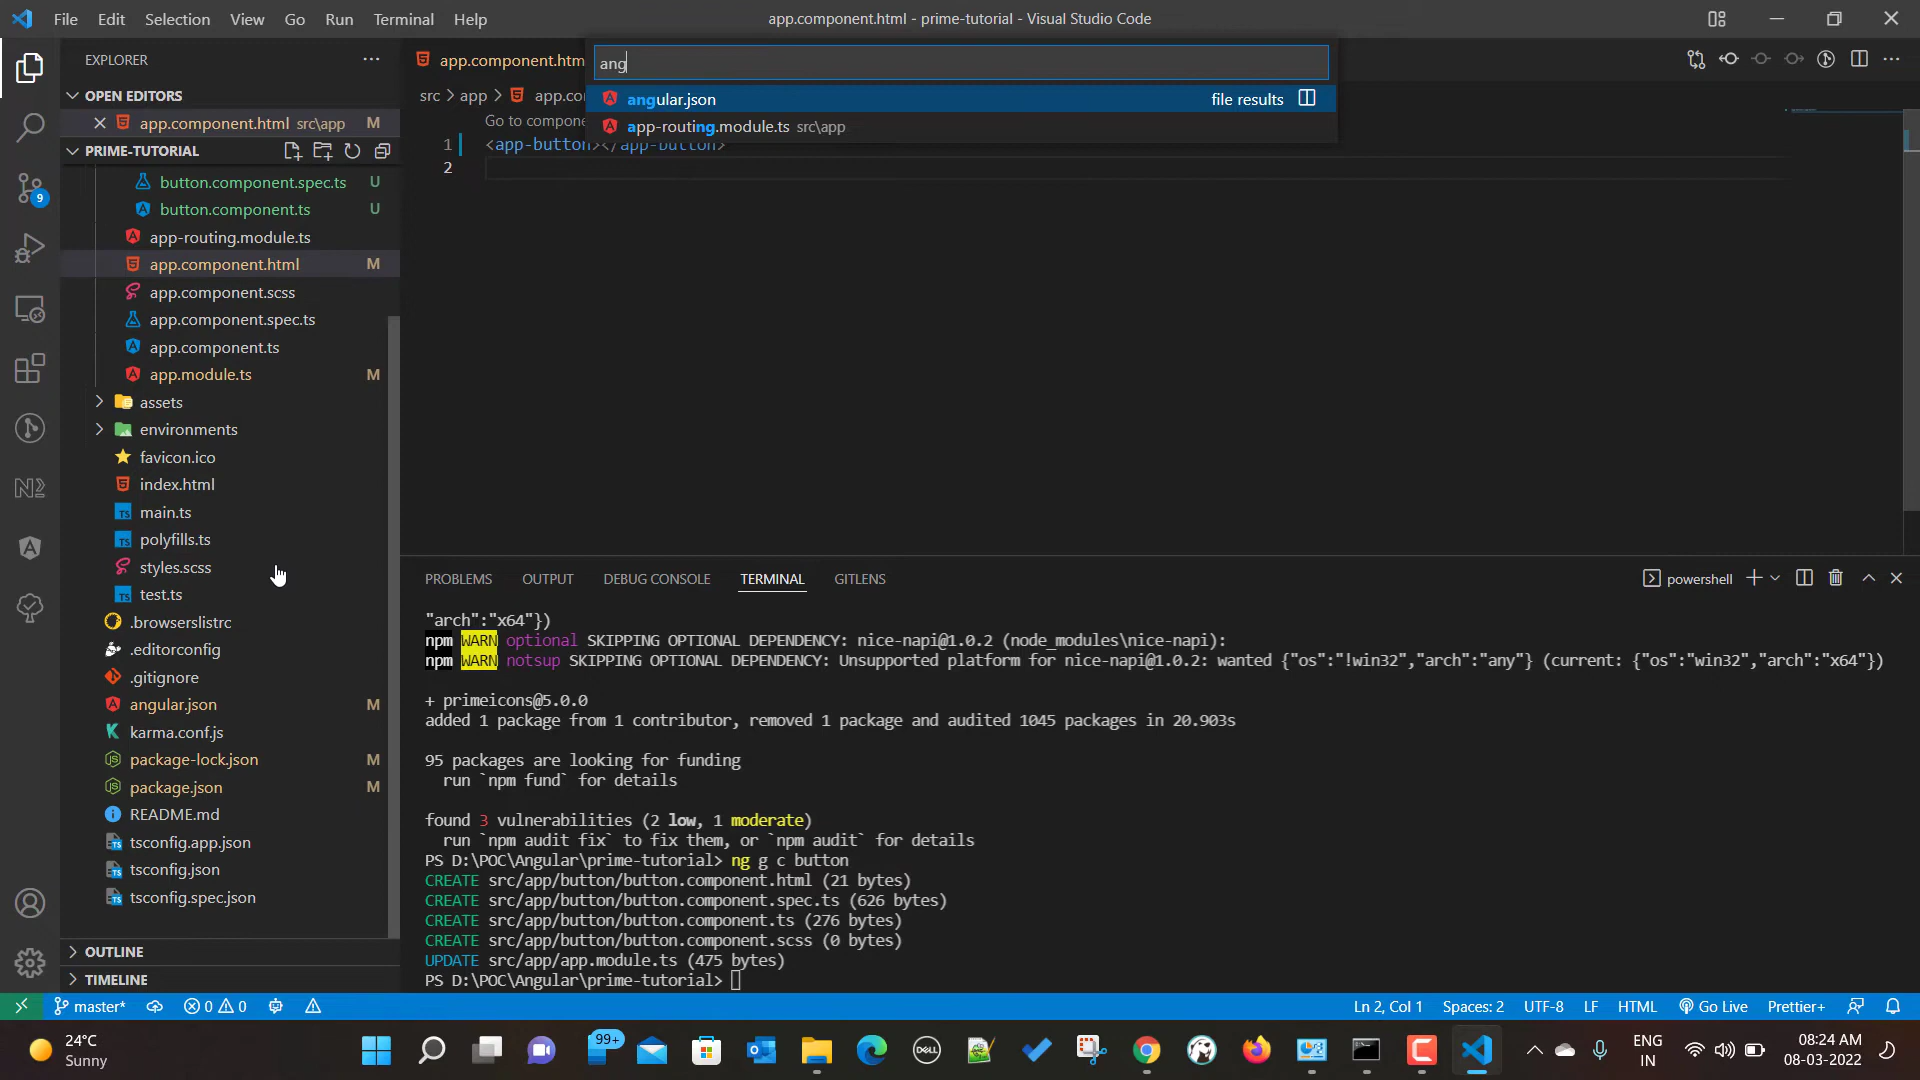 File Edit Selection View Go Run Terminal Help
app.component.html - prime-tutorial - Visual Studio Code
EXPLORER
OPEN EDITORS
app.component.html src\app M
PRIME-TUTORIAL
button.component.spec.ts U
button.component.ts U
app-routing.module.ts
app.component.html M
app.component.scss
app.component.spec.ts
app.component.ts
app.module.ts M
assets
environments
favicon.ico
index.html
main.ts
polyfills.ts
styles.scss
test.ts
.browserslistrc
.editorconfig
.gitignore
angular.json M
karma.conf.js
package-lock.json M
package.json M
README.md
tsconfig.app.json
tsconfig.json
tsconfig.spec.json
OUTLINE
TIMELINE
app.component.htm
ang
angular.json file results
app-routing.module.ts src\app
src > app > app.co
Go to compone
1 <app-button></app-button>
2
PROBLEMS OUTPUT DEBUG CONSOLE TERMINAL GITLENS
powershell
"arch":"x64"})
npm WARN optional SKIPPING OPTIONAL DEPENDENCY: nice-napi@1.0.2 (node_modules\nice-napi):
npm WARN notsup SKIPPING OPTIONAL DEPENDENCY: Unsupported platform for nice-napi@1.0.2: wanted {"os":"!win32","arch":"any"} (current: {"os":"win32","arch":"x64"})
+ primeicons@5.0.0
added 1 package from 1 contributor, removed 1 package and audited 1045 packages in 20.903s
95 packages are looking for funding
run `npm fund` for details
found 3 vulnerabilities (2 low, 1 moderate)
run `npm audit fix` to fix them, or `npm audit` for details
PS D:\POC\Angular\prime-tutorial> ng g c button
CREATE src/app/button/button.component.html (21 bytes)
CREATE src/app/button/button.component.spec.ts (626 bytes)
CREATE src/app/button/button.component.ts (276 bytes)
CREATE src/app/button/button.component.scss (0 bytes)
UPDATE src/app/app.module.ts (475 bytes)
PS D:\POC\Angular\prime-tutorial>
9
master* 0 0
Ln 2, Col 1 Spaces: 2 UTF-8 LF HTML Go Live Prettier+
24°C
Sunny
99+
DELL
ENG
IN
08:24 AM
08-03-2022